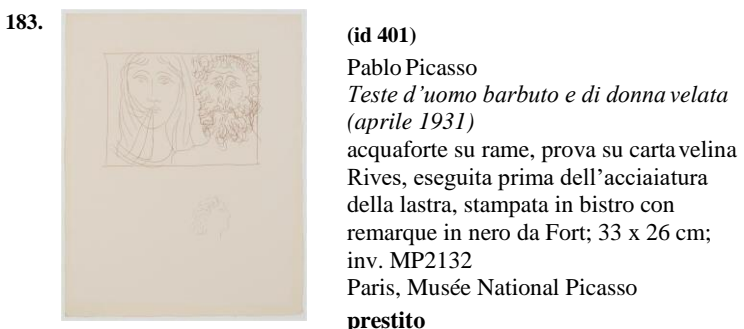 183.
(id 401)
Pablo Picasso
Teste d’uomo barbuto e di donna velata
(aprile 1931)
acquaforte su rame, prova su carta velina
Rives, eseguita prima dell’acciaiatura
della lastra, stampata in bistro con
remarque in nero da Fort; 33 x 26 cm;
inv. MP2132
Paris, Musée National Picasso
prestito